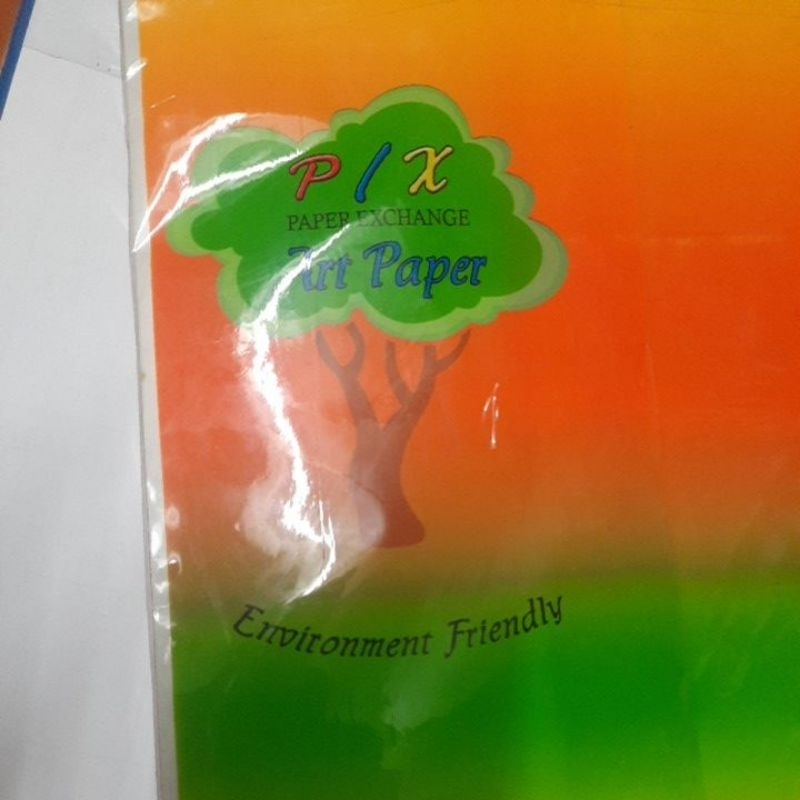 P / X
PAPER EXCHANGE
Art Paper
Environment Friendly